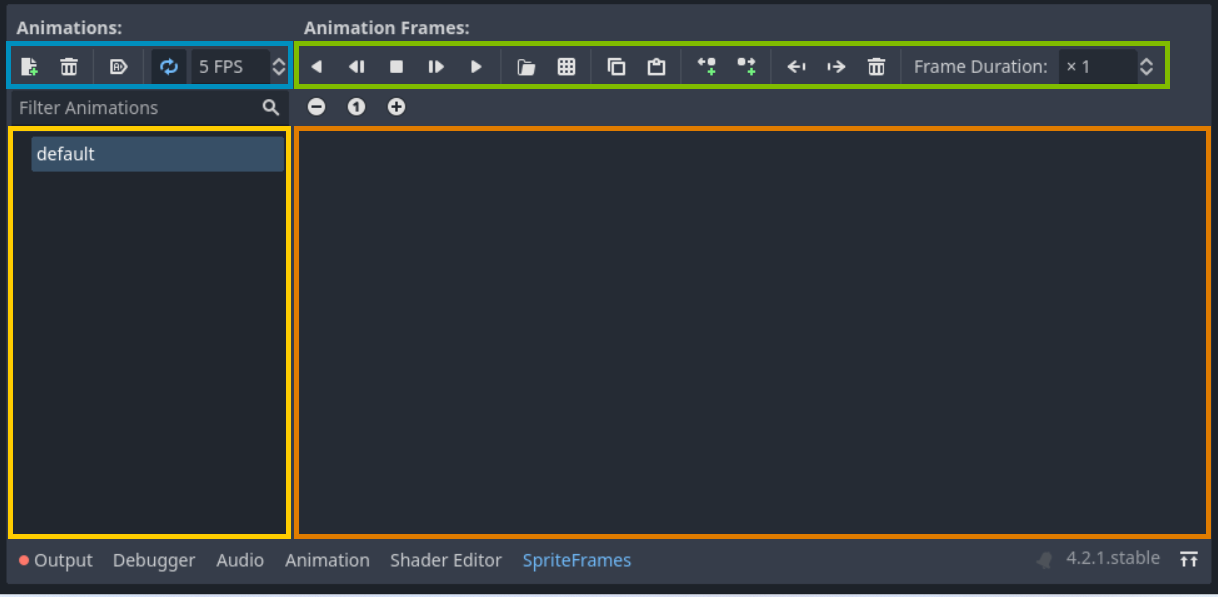 Animations:
Animation Frames:
5 FPS
Frame Duration: × 1
Filter Animations
1
default
Output Debugger Audio Animation Shader Editor SpriteFrames
4.2.1.stable